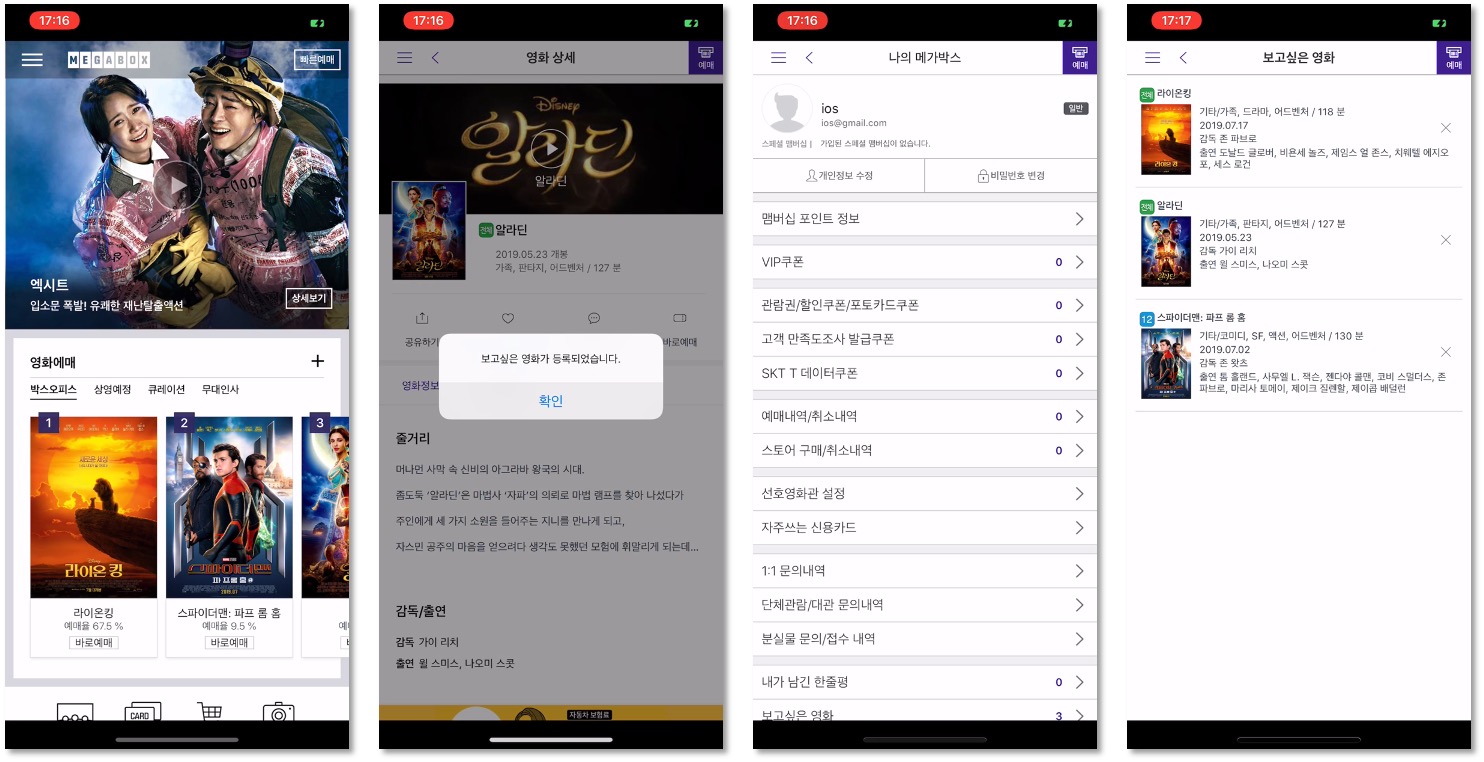 17:16
MEGABOX
빠른예매
엑시트
입소문 폭발! 유쾌한 재난탈출액션
상세보기
영화예매
박스오피스 상영예정 큐레이션 무대인사
1
2
3
라이온 킹
스파이더맨
파 프롬 홈
라이온킹
예매율 67.5 %
바로예매
스파이더맨: 파프 롬 홈
예매율 9.5 %
바로예매
CARD
17:16
영화 상세
예매
Disney
알라딘
알라딘
전체 알라딘
2019.05.23 개봉
가족, 판타지, 어드벤처 / 127 분
공유하기
바로예매
보고싶은 영화가 등록되었습니다.
확인
영화정보
줄거리
머나먼 사막 속 신비의 아그라바 왕국의 시대.
좀도둑 ‘알라딘’은 마법사 ‘자파’의 의뢰로 마법 램프를 찾아 나섰다가
주인에게 세 가지 소원을 들어주는 지니를 만나게 되고,
자스민 공주의 마음을 얻으려다 생각도 못했던 모험에 휘말리게 되는데...
감독/출연
감독 가이 리치
출연 윌 스미스, 나오미 스콧
자동차 보험료
17:16
나의 메가박스
예매
ios
ios@gmail.com
일반
스페셜 멤버십 | 가입된 스페셜 멤버십이 없습니다.
개인정보 수정
비밀번호 변경
맴버십 포인트 정보
VIP쿠폰 0
관람권/할인쿠폰/포토카드쿠폰 0
고객 만족도조사 발급쿠폰 0
SKT T 데이터쿠폰 0
예매내역/취소내역 0
스토어 구매/취소내역 0
선호영화관 설정
자주쓰는 신용카드
1:1 문의내역
단체관람/대관 문의내역
분실물 문의/접수 내역
내가 남긴 한줄평 0
보고싶은 영화 3
17:17
보고싶은 영화
예매
전체 라이온킹
기타/가족, 드라마, 어드벤처 / 118 분
2019.07.17
감독 존 파브로
출연 도날드 글로버, 비욘세 놀즈, 제임스 얼 존스, 치웨텔 에지오
포, 세스 로건
전체 알라딘
기타/가족, 판타지, 어드벤처 / 127 분
2019.05.23
감독 가이 리치
출연 윌 스미스, 나오미 스콧
12 스파이더맨: 파프 롬 홈
기타/코미디, SF, 액션, 어드벤처 / 130 분
2019.07.02
감독 존 왓츠
출연 톰 홀랜드, 사무엘 L. 잭슨, 젠다야 콜맨, 코비 스멀더스, 존
파브로, 마리사 토메이, 제이크 질렌할, 제이콥 배덜런